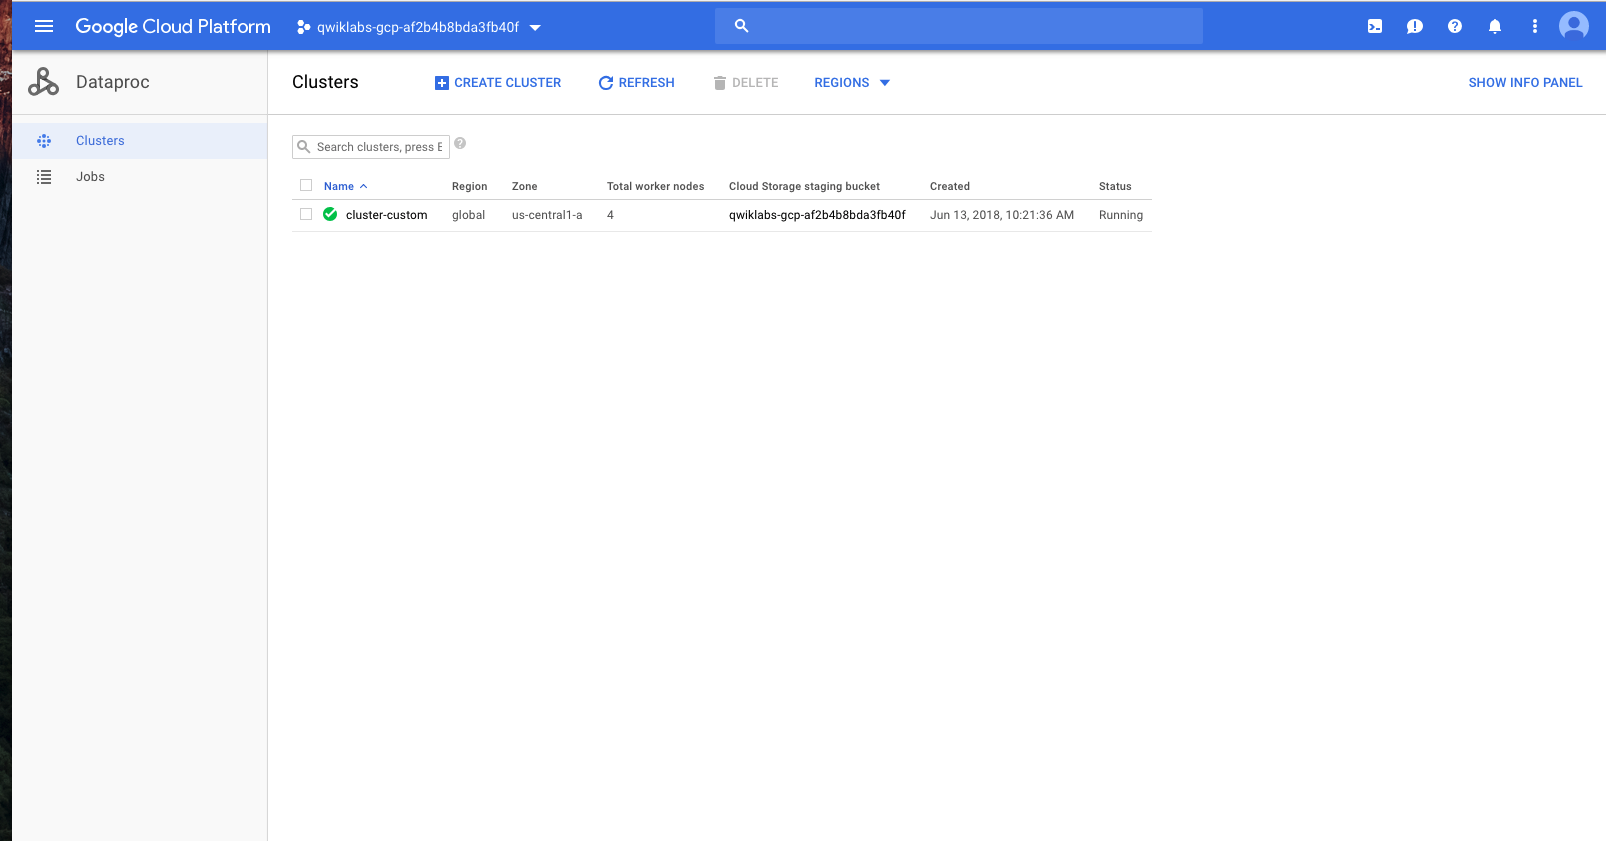 Google Cloud Platform qwiklabs-gcp-af2b4b8bda3fb40f
Dataproc
Clusters
Jobs
Clusters CREATE CLUSTER REFRESH DELETE REGIONS SHOW INFO PANEL
Search clusters, press E
Name Region Zone Total worker nodes Cloud Storage staging bucket Created Status
cluster-custom global us-central1-a 4 qwiklabs-gcp-af2b4b8bda3fb40f Jun 13, 2018, 10:21:36 AM Running